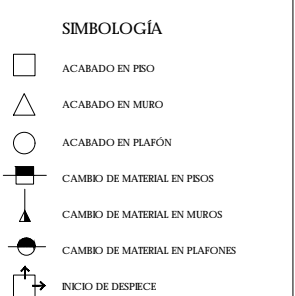 SIMBOLOGÍA
ACABADO EN PISO
ACABADO EN MURO
ACABADO EN PLAFÓN
CAMBIO DE MATERIAL EN PISOS
CAMBIO DE MATERIAL EN MUROS
CAMBIO DE MATERIAL EN PLAFONES
INICIO DE DESPIECE